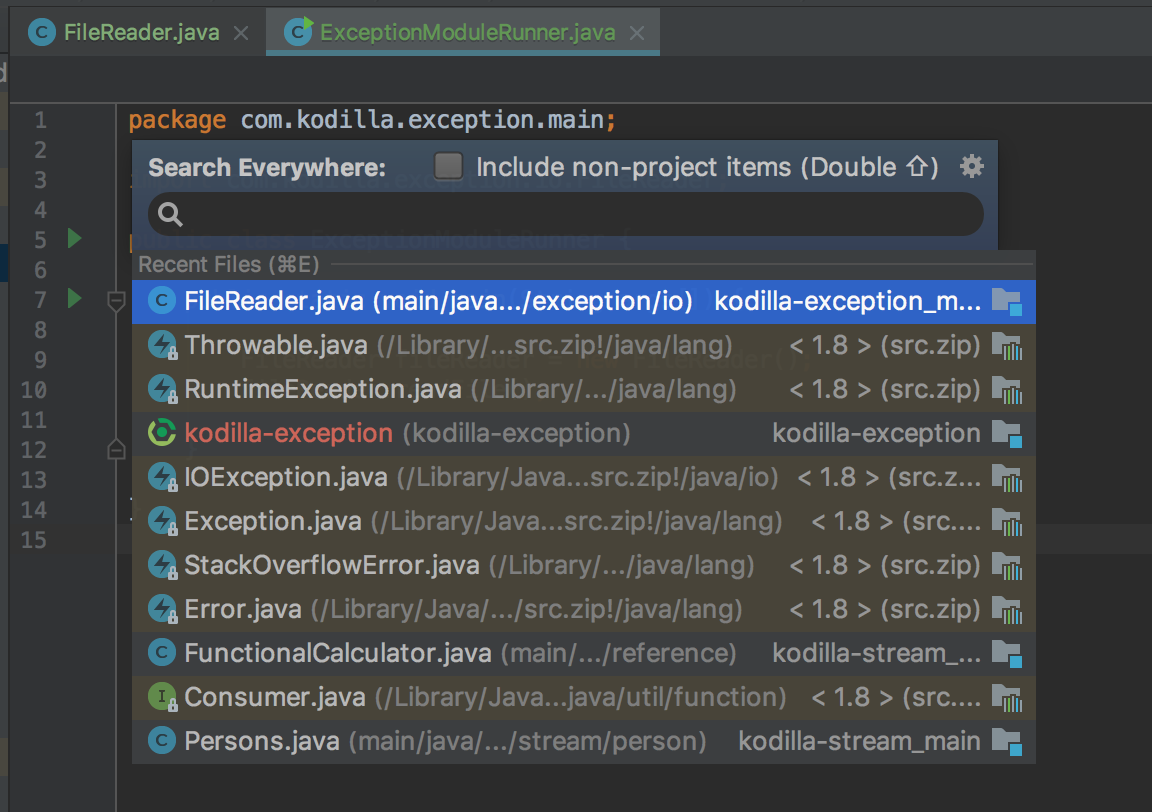 FileReader.java
ExceptionModuleRunner.java
1 package com.kodilla.exception.main;
2
Search Everywhere: Include non-project items (Double ⇧)
3
4
5 public class ExceptionModuleRunner {
6
Recent Files (⌘E)
7 FileReader.java (main/java.../exception/io) kodilla-exception_m...
8 Throwable.java (/Library/...src.zip!/java/lang) < 1.8 > (src.zip)
9
10 RuntimeException.java (/Library/.../java/lang) < 1.8 > (src.zip)
11 kodilla-exception (kodilla-exception) kodilla-exception
12
13 IOException.java (/Library/Java...src.zip!/java/io) < 1.8 > (src.z...
14 Exception.java (/Library/Java...src.zip!/java/lang) < 1.8 > (src....
15
StackOverflowError.java (/Library/.../java/lang) < 1.8 > (src.zip)
Error.java (/Library/Java/.../src.zip!/java/lang) < 1.8 > (src.zip)
FunctionalCalculator.java (main/.../reference) kodilla-stream_...
Consumer.java (/Library/Java...java/util/function) < 1.8 > (src....
Persons.java (main/java/.../stream/person) kodilla-stream_main